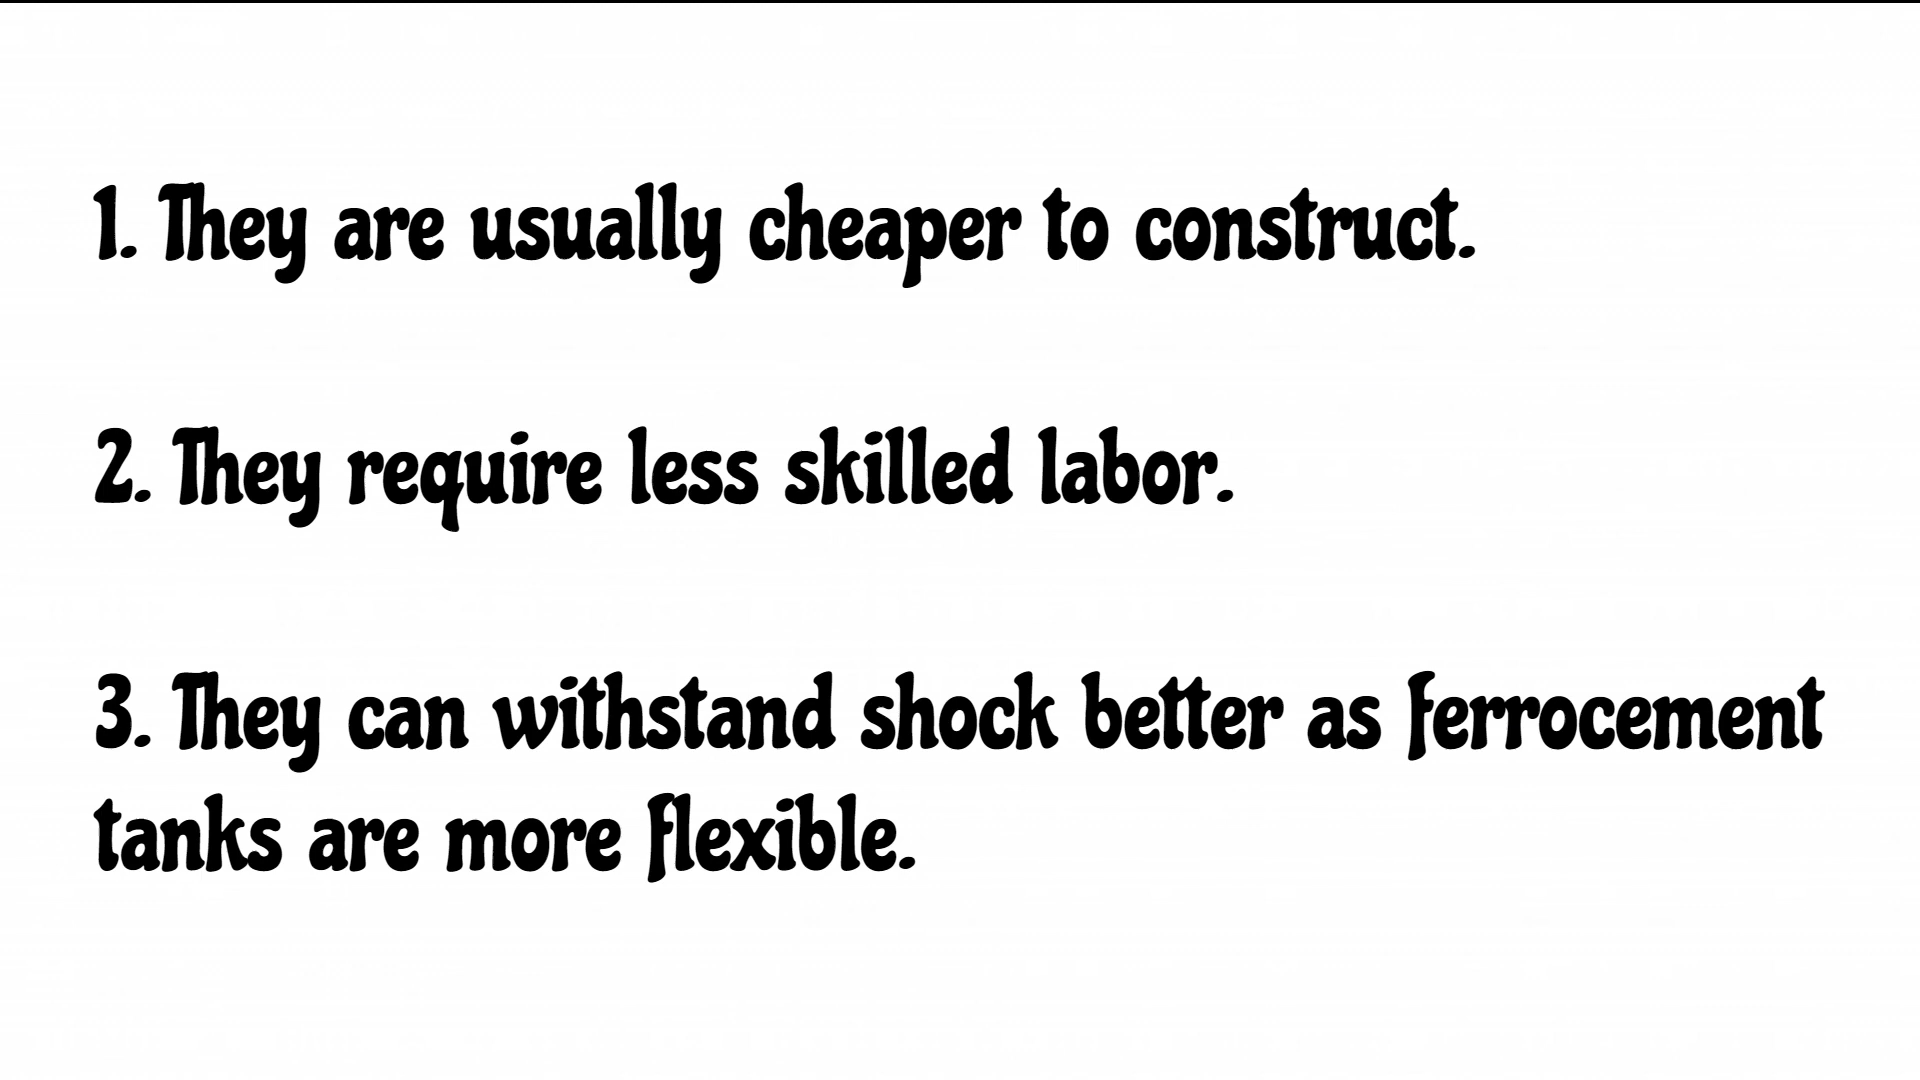 1. They are usually cheaper to construct.
2. They require less skilled labor.
3. They can withstand shock better as ferrocement
tanks are more flexible.